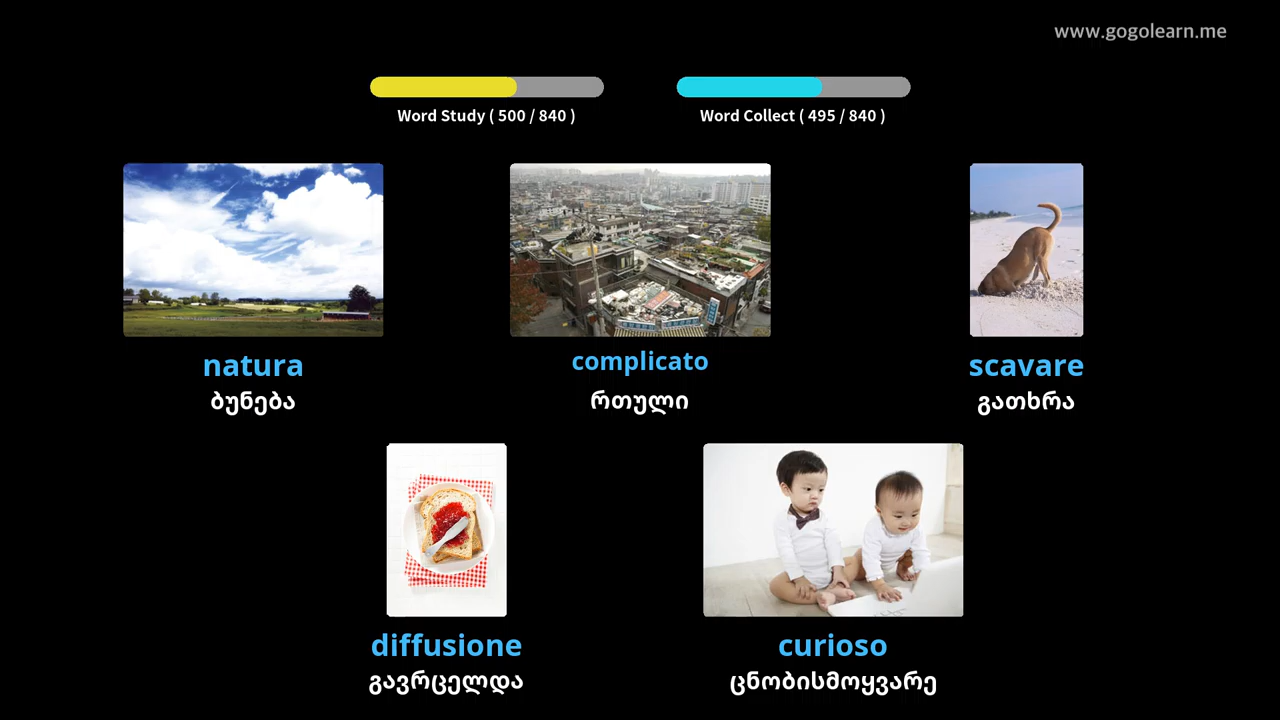 www.gogolearn.me
Word Study ( 500 / 840 )
Word Collect ( 495 / 840 )
natura
ბუნება
complicato
რთული
scavare
გათხრა
diffusione
გავრცელდა
curioso
ცნობისმოყვარე